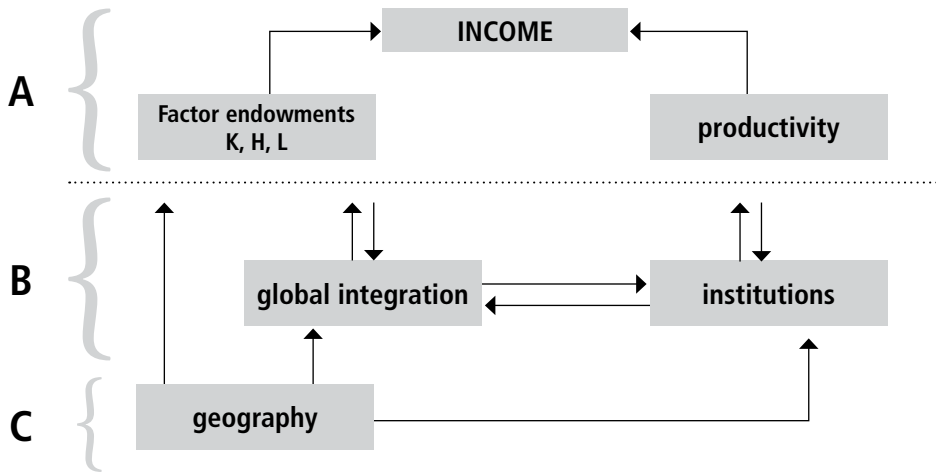 A
INCOME
Factor endowments
K, H, L
productivity
B
global integration
institutions
C
geography